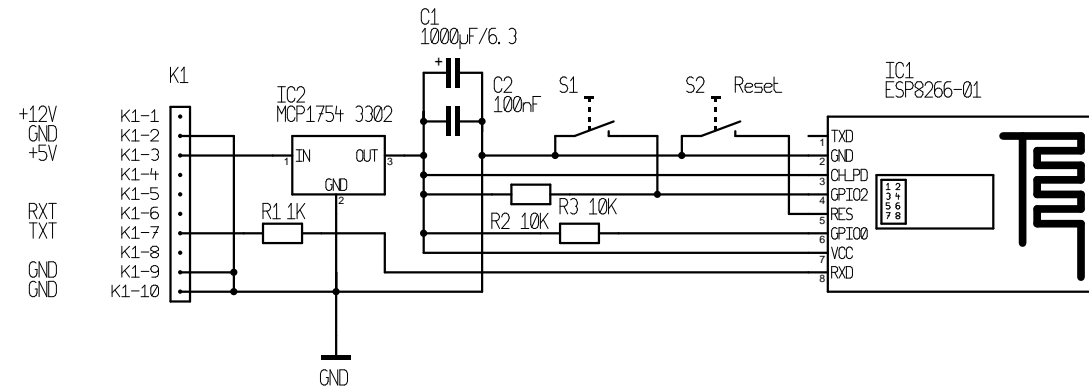 C1
1000µF/6.3
+
K1
C2
100nF
S1
S2 Reset
IC1
ESP8266-01
IC2
MCP1754 3302
+12V K1-1
GND K1-2
+5V K1-3
K1-4
K1-5
RXT K1-6
TXT K1-7
K1-8
GND K1-9
GND K1-10
1 IN OUT 3
GND
2
R1 1K
R3 10K
R2 10K
1 TXD
2 GND
3 CHLPD
4 GPIO2
5 RES
6 GPIO0
7 VCC
8 RXD
1 2
3 4
5 6
7 8
GND